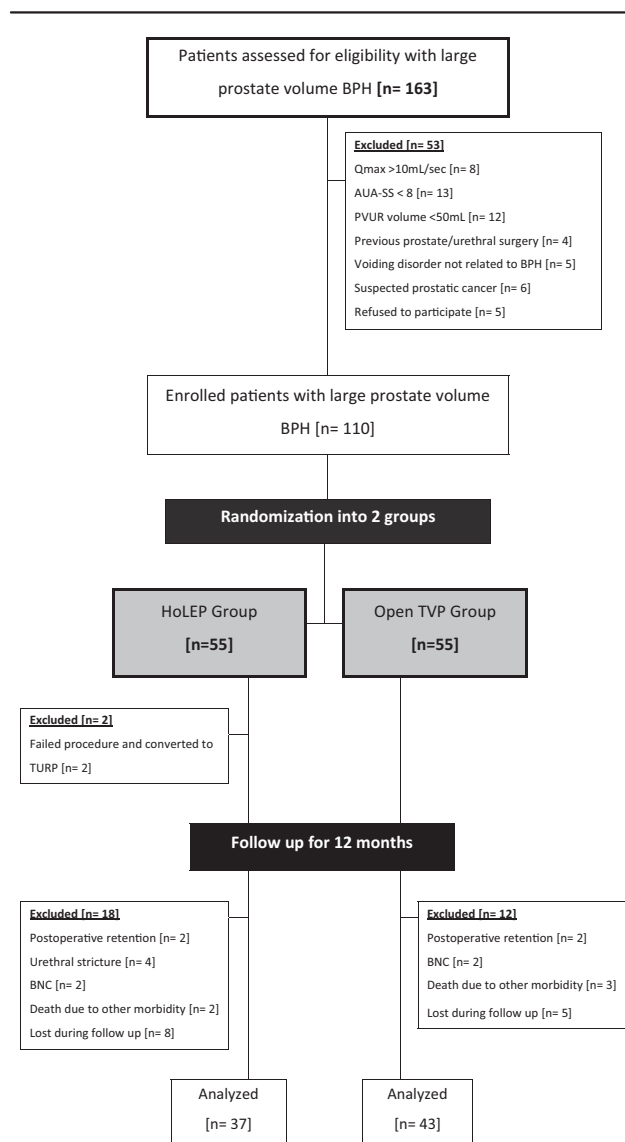 Patients assessed for eligibility with large
prostate volume BPH [n= 163]
Excluded [n= 53]
Qmax >10mL/sec [n= 8]
AUA-SS < 8 [n= 13]
PVUR volume <50mL [n= 12]
Previous prostate/urethral surgery [n= 4]
Voiding disorder not related to BPH [n= 5]
Suspected prostatic cancer [n= 6]
Refused to participate [n= 5]
Enrolled patients with large prostate volume
BPH [n= 110]
Randomization into 2 groups
HoLEP Group
[n=55]
Open TVP Group
[n=55]
Excluded [n= 2]
Failed procedure and converted to
TURP [n= 2]
Follow up for 12 months
Excluded [n= 18]
Postoperative retention [n= 2]
Urethral stricture [n= 4]
BNC [n= 2]
Death due to other morbidity [n= 2]
Lost during follow up [n= 8]
Excluded [n= 12]
Postoperative retention [n= 2]
BNC [n= 2]
Death due to other morbidity [n= 3]
Lost during follow up [n= 5]
Analyzed
[n= 37]
Analyzed
[n= 43]